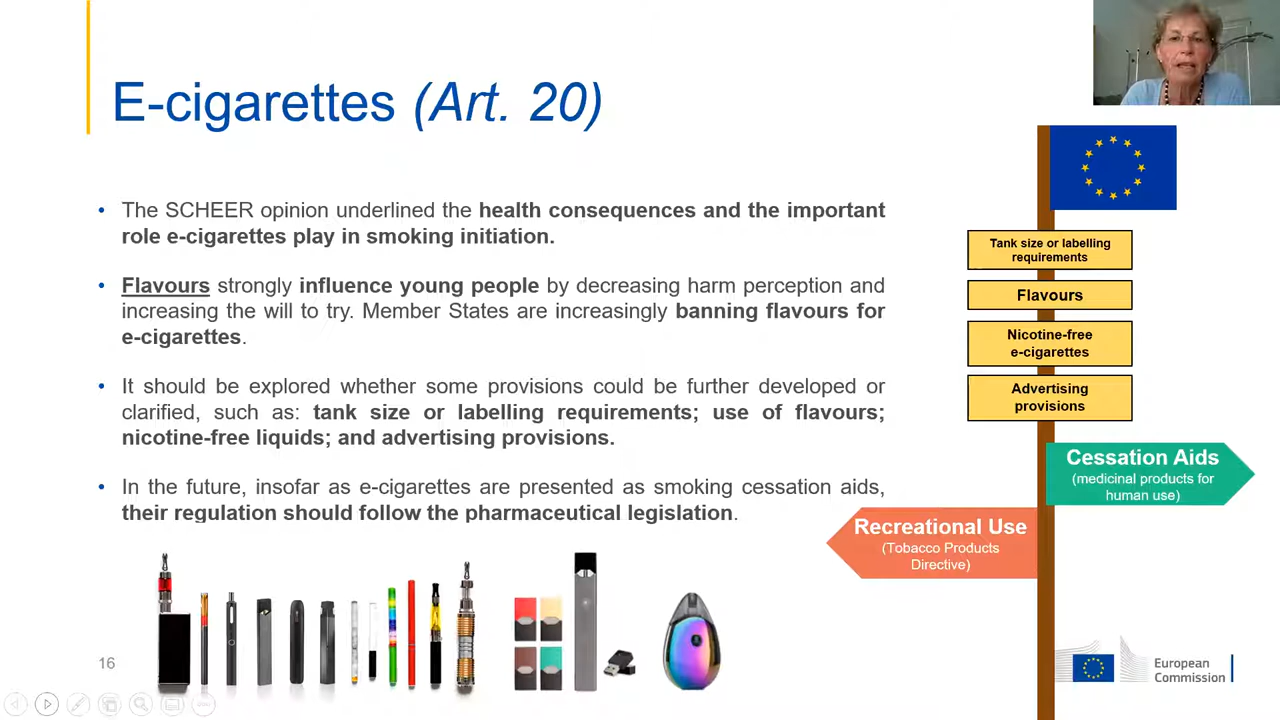 E-cigarettes (Art. 20)
• The SCHEER opinion underlined the health consequences and the important
role e-cigarettes play in smoking initiation.
• Flavours strongly influence young people by decreasing harm perception and
increasing the will to try. Member States are increasingly banning flavours for
e-cigarettes.
• It should be explored whether some provisions could be further developed or
clarified, such as: tank size or labelling requirements; use of flavours;
nicotine-free liquids; and advertising provisions.
• In the future, insofar as e-cigarettes are presented as smoking cessation aids,
their regulation should follow the pharmaceutical legislation.
Tank size or labelling
requirements
Flavours
Nicotine-free
e-cigarettes
Advertising
provisions
Cessation Aids
(medicinal products for
human use)
Recreational Use
(Tobacco Products
Directive)
16
European
Commission